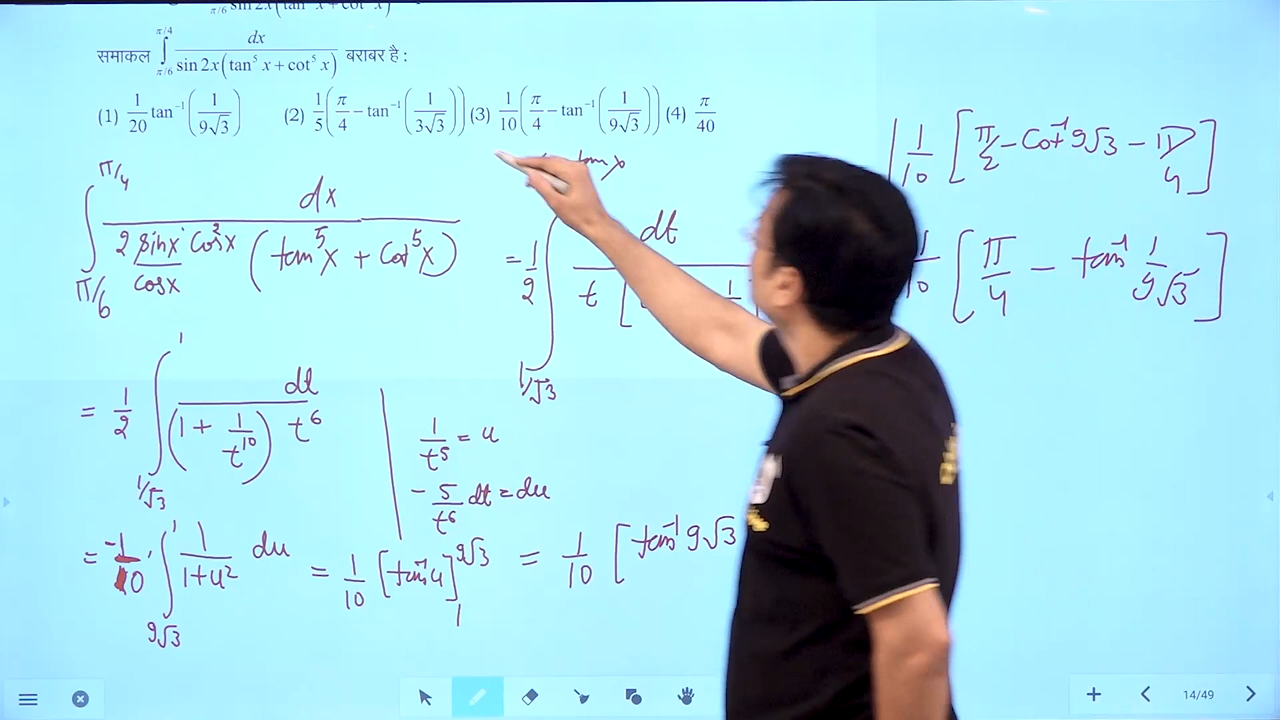 समाकल ∫_{π/6}^{π/4} dx / (sin 2x (tan⁵ x + cot⁵ x)) बराबर है :
(1) 1/20 tan⁻¹(1/(9√3)) (2) 1/5 (π/4 − tan⁻¹(1/(3√3))) (3) 1/10 (π/4 − tan⁻¹(1/(9√3))) (4) π/40
tan x
∫_{π/6}^{π/4} dx / (2 (sinx/cosx) cos²x (tan⁵x + cot⁵x))
= 1/2 ∫_{1/√3} dt / (t [
= 1/2 ∫_{1/√3}^{1} dt / ((1 + 1/t¹⁰) t⁶)
1/t⁵ = u
− 5/t⁶ dt = du
= −1/10 ∫_{9√3}^{1} 1/(1+u²) du = 1/10 [tan⁻¹u]_{1}^{9√3} = 1/10 [tan⁻¹ 9√3
1/10 [π/2 − cot⁻¹ 9√3 − π/4]
1/10 [π/4 − tan⁻¹ 1/(9√3)]
14/49